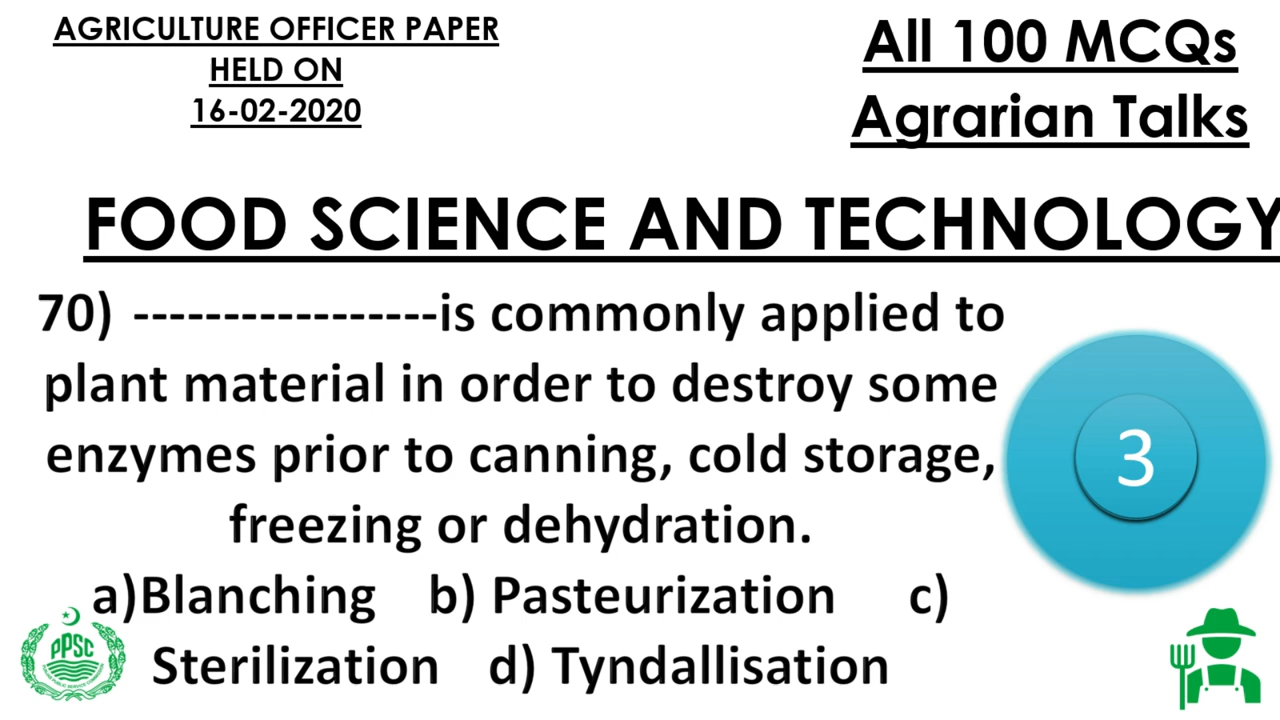 AGRICULTURE OFFICER PAPER
HELD ON
16-02-2020
All 100 MCQs
Agrarian Talks
FOOD SCIENCE AND TECHNOLOGY
70) -----------------is commonly applied to
plant material in order to destroy some
enzymes prior to canning, cold storage,
freezing or dehydration.
a)Blanching b) Pasteurization c)
Sterilization d) Tyndallisation
3
PPSC